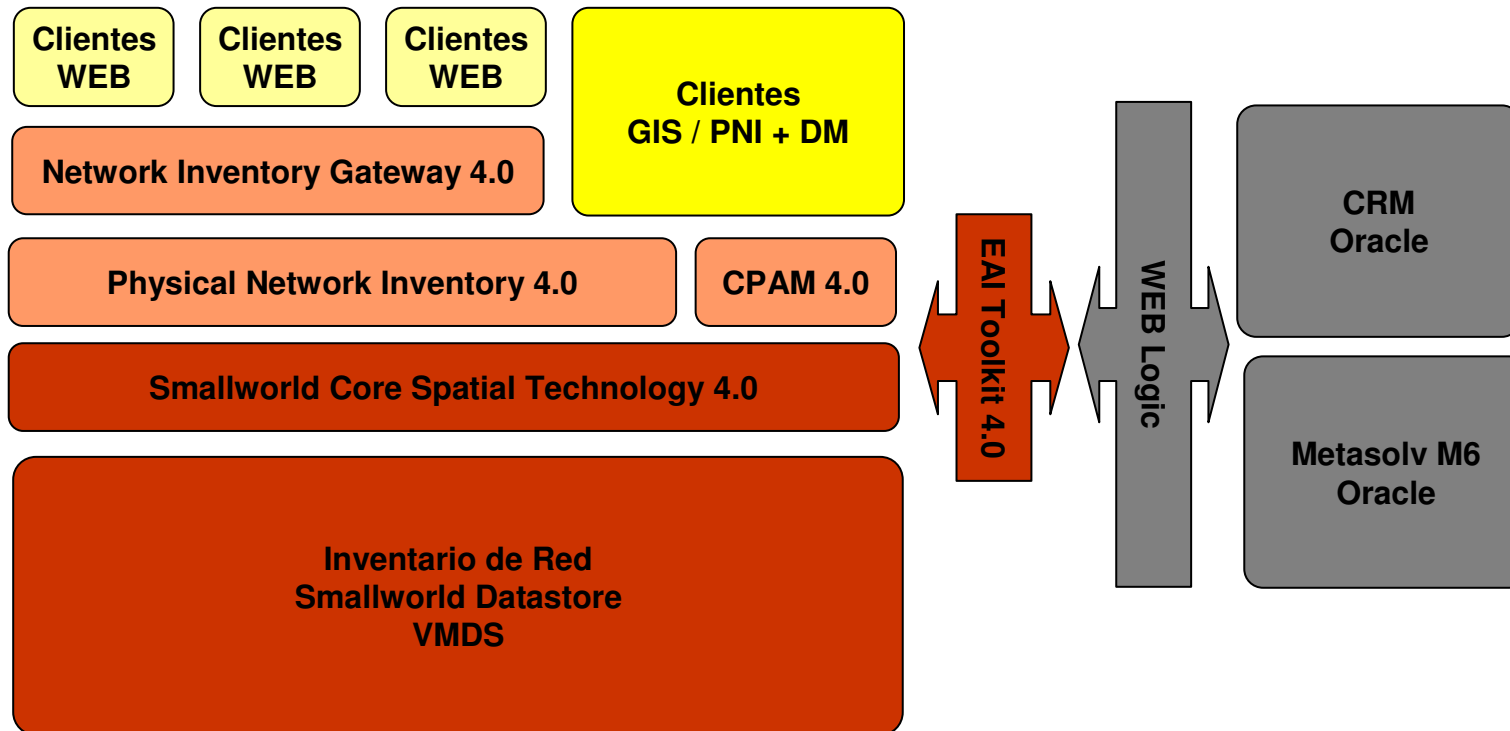 Clientes
WEB
Clientes
WEB
Clientes
WEB
Clientes
GIS / PNI + DM
Network Inventory Gateway 4.0
Physical Network Inventory 4.0
CPAM 4.0
Smallworld Core Spatial Technology 4.0
Inventario de Red
Smallworld Datastore
VMDS
EAI Toolkit 4.0
WEB Logic
CRM
Oracle
Metasolv M6
Oracle